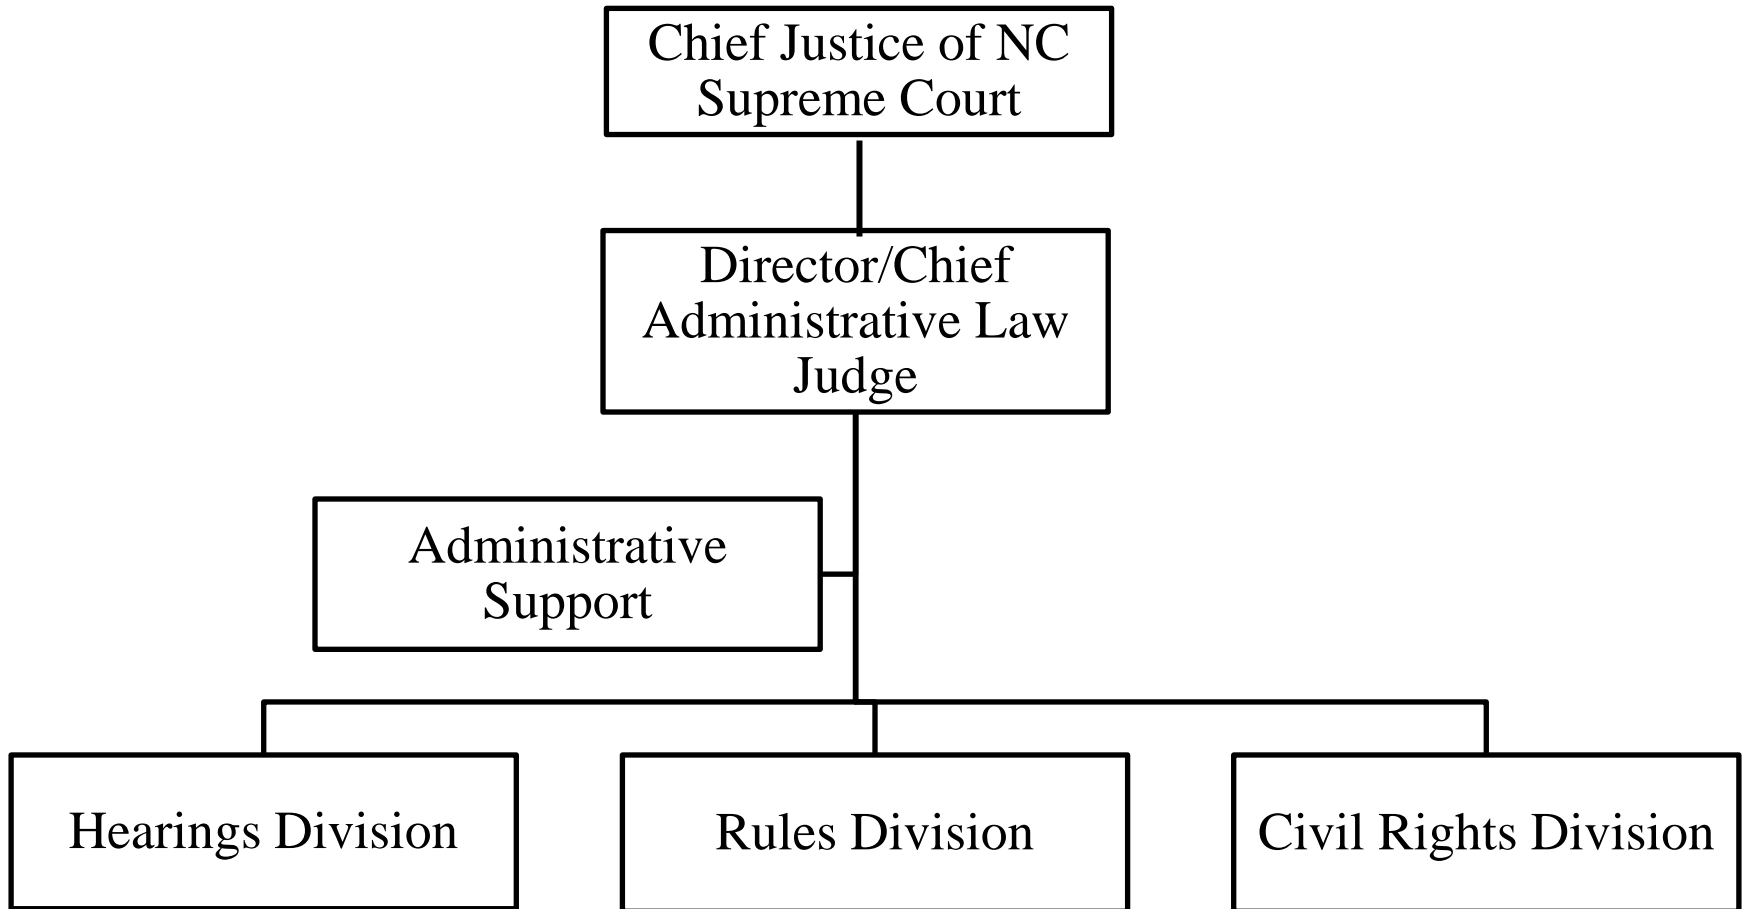 Chief Justice of NC
Supreme Court
Director/Chief
Administrative Law
Judge
Administrative
Support
Hearings Division
Rules Division
Civil Rights Division